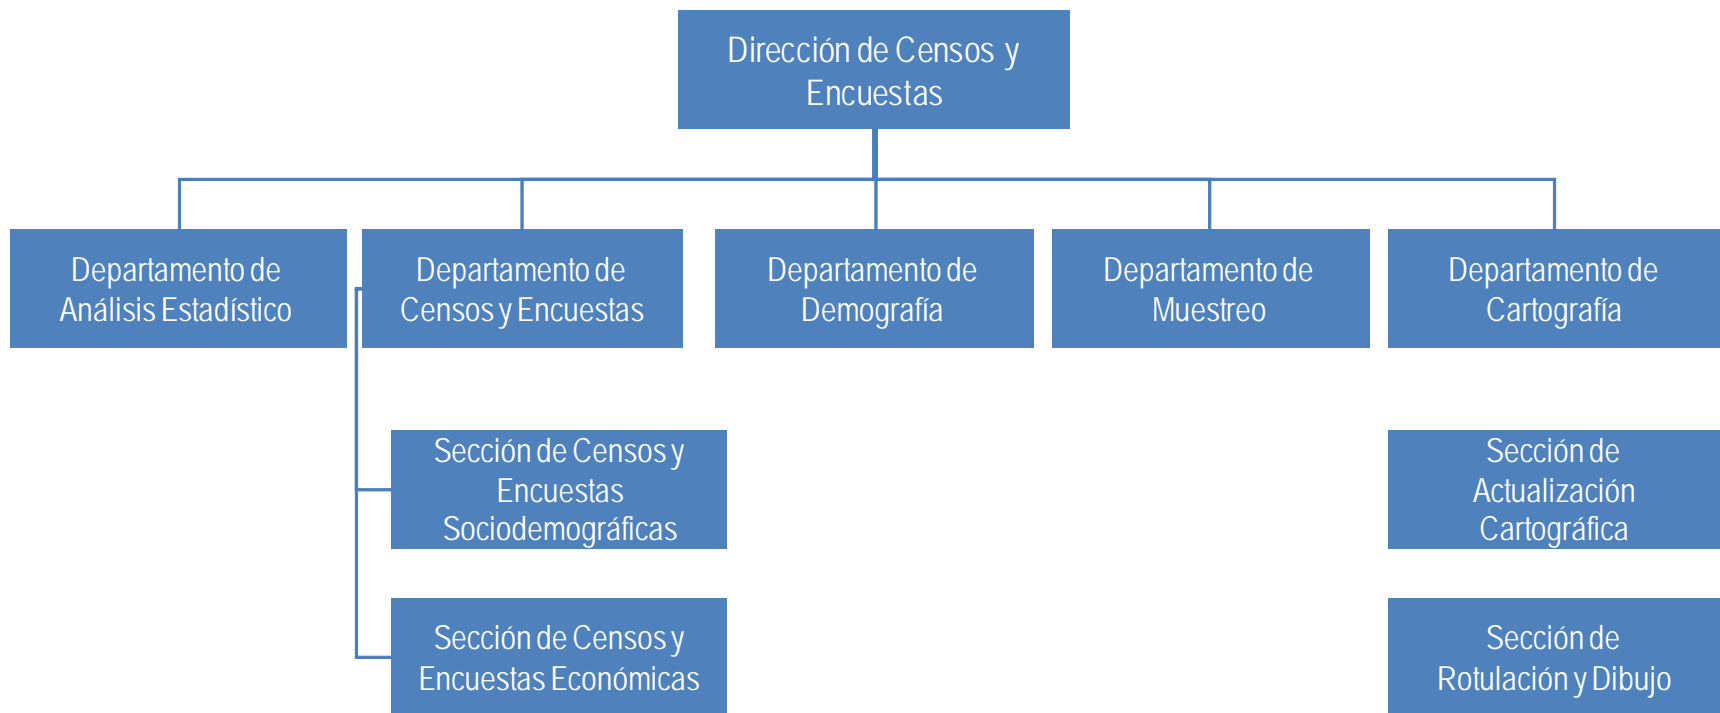 Dirección de Censos y
Encuestas
Departamento de
Análisis Estadístico
Departamento de
Censos y Encuestas
Departamento de
Demografía
Departamento de
Muestreo
Departamento de
Cartografía
Sección de Censos y
Encuestas
Sociodemográficas
Sección de
Actualización
Cartográfica
Sección de Censos y
Encuestas Económicas
Sección de
Rotulación y Dibujo